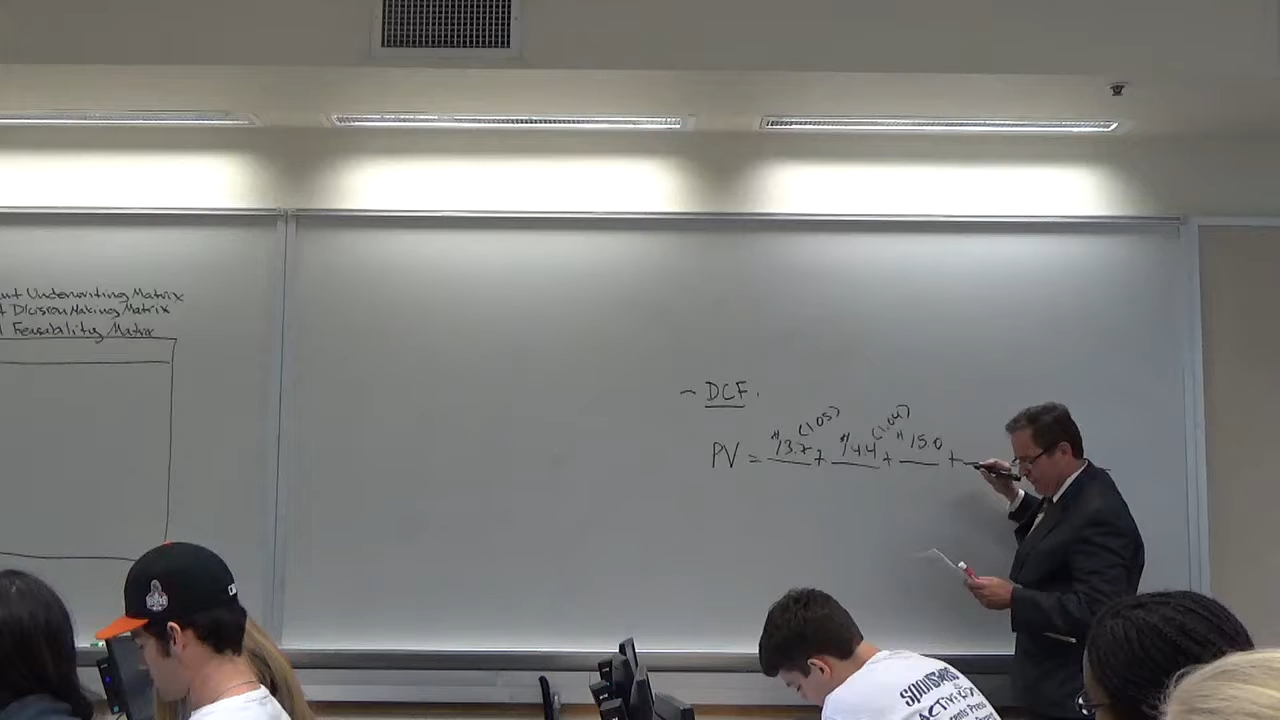 Underwriting Matrix
Decision Making Matrix
Feasability Matrix
~ DCF.
(1.05) (1.04)
PV = $13.7 + $14.4 + $15.0 +